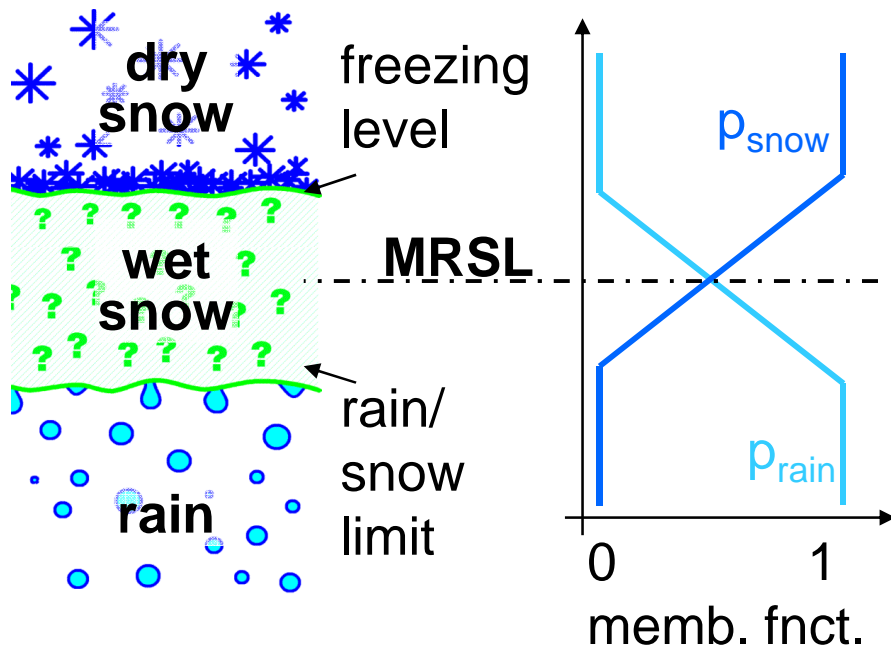 dry
snow
freezing
level
wet
snow
MRSL
rain/
snow
limit
rain
p_snow
p_rain
0 1
memb. fnct.
? ? ? ? ? ?
? ? ? ?
? ? ? ? ?
? ? ? ? ? ?